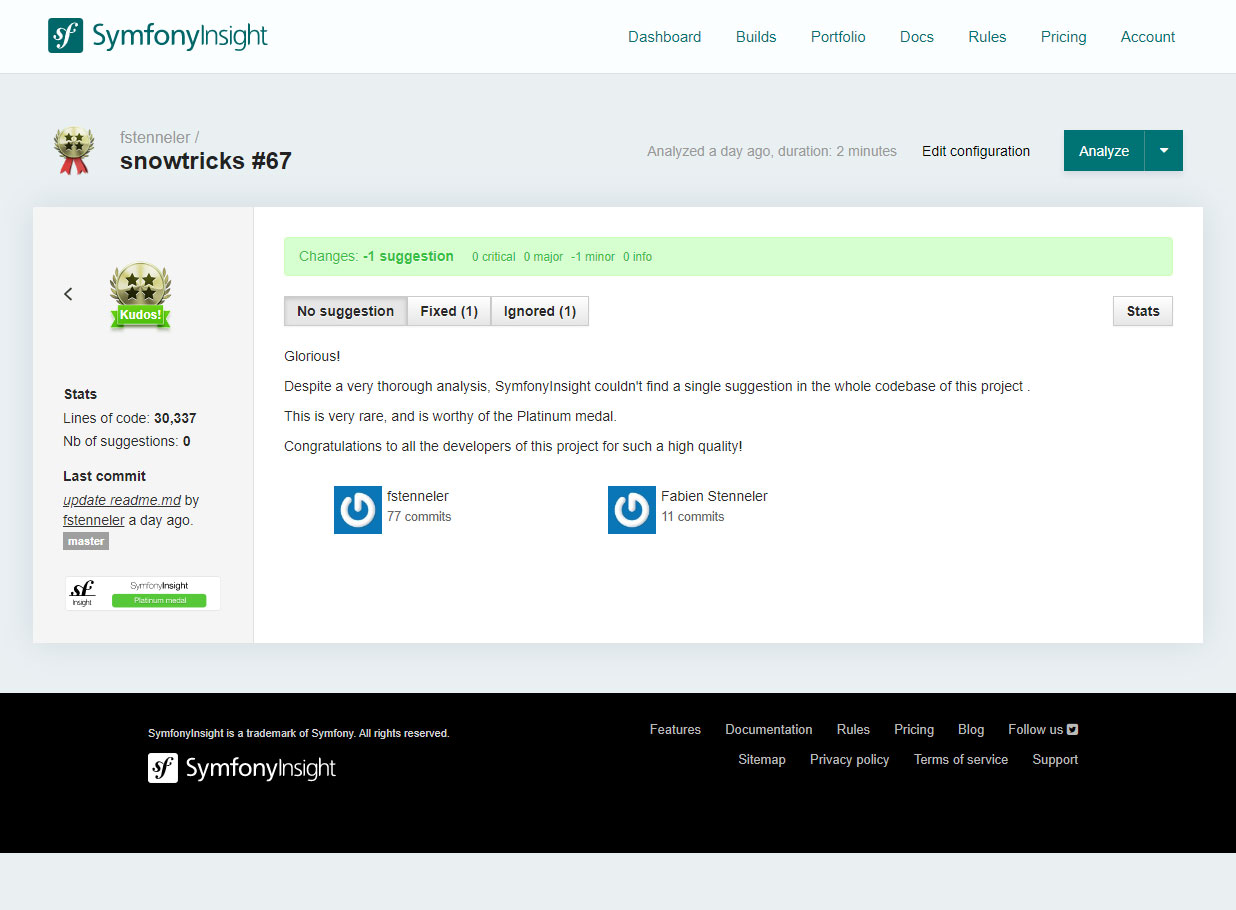 sf SymfonyInsight
Dashboard Builds Portfolio Docs Rules Pricing Account
fstenneler /
snowtricks #67
Analyzed a day ago, duration: 2 minutes Edit configuration Analyze
Changes: -1 suggestion 0 critical 0 major -1 minor 0 info
No suggestion Fixed (1) Ignored (1) Stats
Kudos!
Glorious!
Despite a very thorough analysis, SymfonyInsight couldn't find a single suggestion in the whole codebase of this project .
This is very rare, and is worthy of the Platinum medal.
Congratulations to all the developers of this project for such a high quality!
fstenneler
77 commits
Fabien Stenneler
11 commits
Stats
Lines of code: 30,337
Nb of suggestions: 0
Last commit
update readme.md by
fstenneler a day ago.
master
sf Insight
SymfonyInsight
Platinum medal
SymfonyInsight is a trademark of Symfony. All rights reserved.
sf SymfonyInsight
Features Documentation Rules Pricing Blog Follow us
Sitemap Privacy policy Terms of service Support